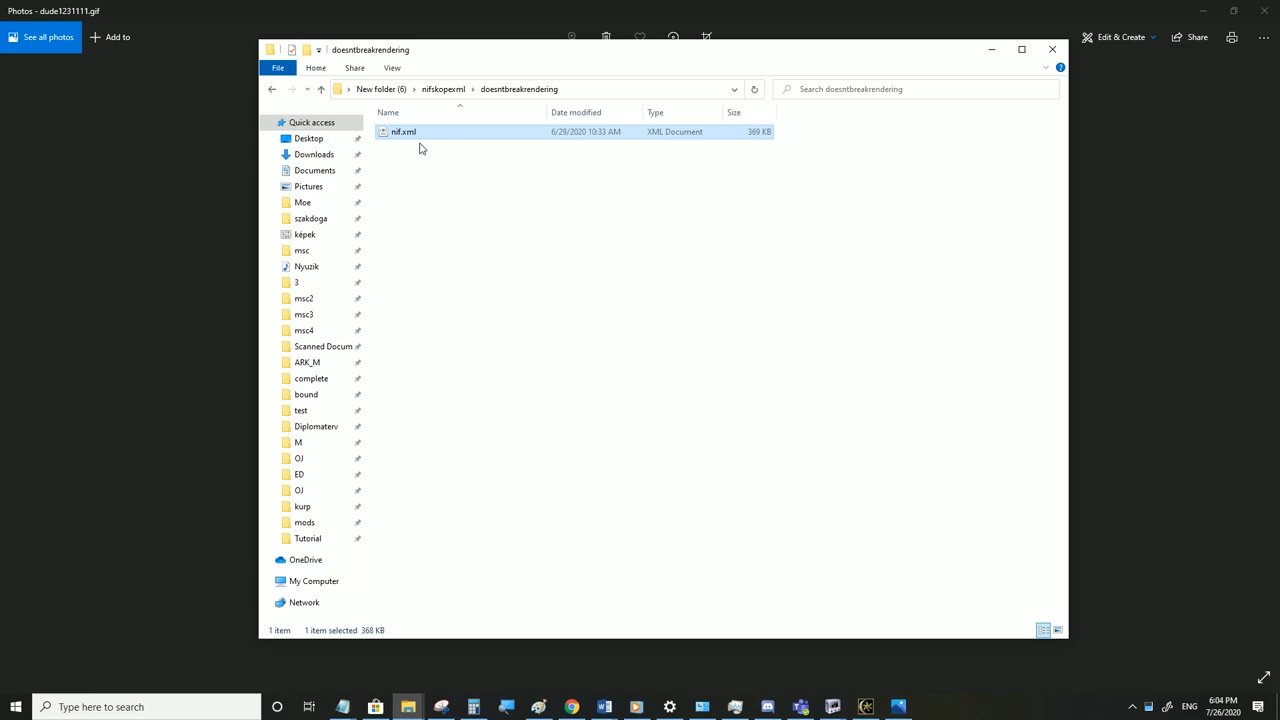 Photos - dude1231111.gif
See all photos
Add to
Edit & Create
Share
doesntbreakrendering
File
Home
Share
View
New folder (6)
nifskopexml
doesntbreakrendering
Search doesntbreakrendering
Name
Date modified
Type
Size
nif.xml
6/29/2020 10:33 AM
XML Document
369 KB
Quick access
Desktop
Downloads
Documents
Pictures
Moe
szakdoga
képek
msc
Nyuzik
3
msc2
msc3
msc4
Scanned Docum
ARK_M
complete
bound
test
Diplomaterv
M
OJ
ED
OJ
kurp
mods
Tutorial
OneDrive
My Computer
Network
1 item
1 item selected 368 KB
Type here to search
ENG
6:04 PM
7/26/2020